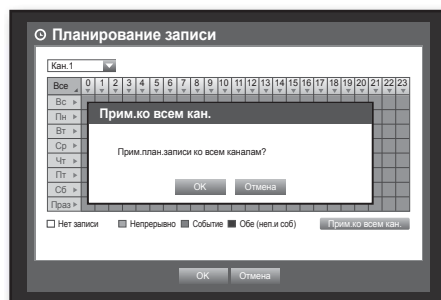 Планирование записи
Кан.1
Все 0 1 2 3 4 5 6 7 8 9 10 11 12 13 14 15 16 17 18 19 20 21 22 23
Вс
Пн
Прим.ко всем кан.
Вт
Ср
Прим.план.записи ко всем каналам?
Чт
Пт
Сб
OK Отмена
Праз
Нет записи Непрерывно Событие Обе (неп.и соб) Прим.ко всем кан.
OK Отмена